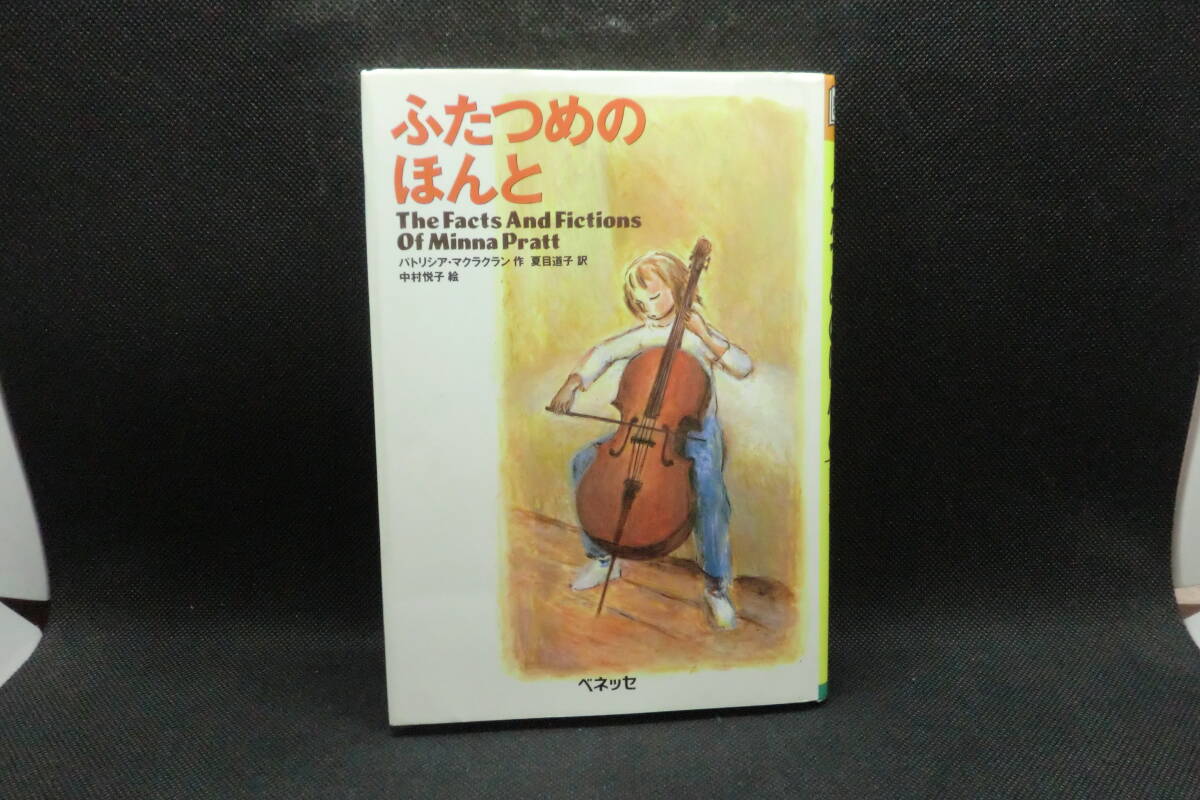 ふたつめの
ほんと
The Facts And Fictions
Of Minna Pratt
パトリシア・マクラクラン 作 夏目道子 訳
中村悦子 絵
ベネッセ